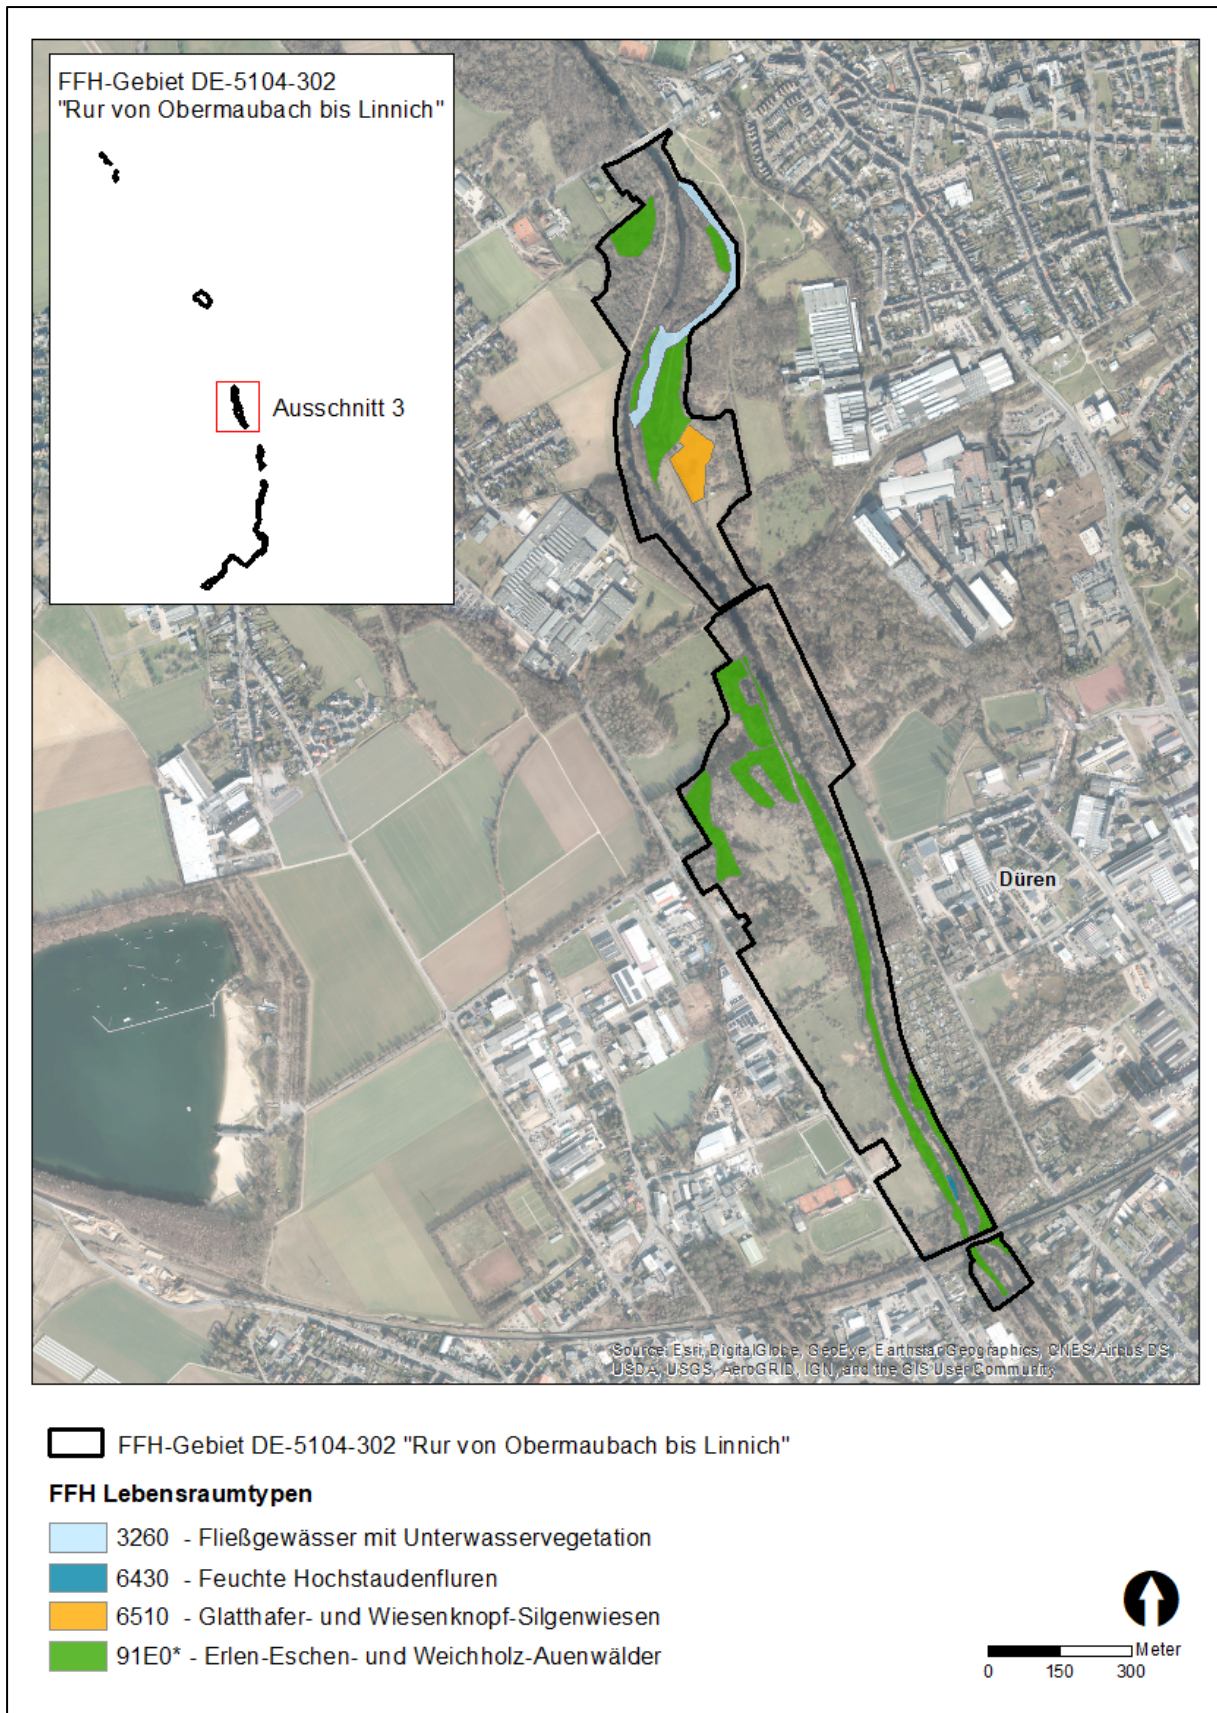 FFH-Gebiet DE-5104-302
"Rur von Obermaubach bis Linnich"
Ausschnitt 3
Düren
Source: Esri, DigitalGlobe, GeoEye, Earthstar Geographics, CNES/Airbus DS,
USDA, USGS, AeroGRID, IGN, and the GIS User Community
FFH-Gebiet DE-5104-302 "Rur von Obermaubach bis Linnich"
FFH Lebensraumtypen
3260 - Fließgewässer mit Unterwasservegetation
6430 - Feuchte Hochstaudenfluren
6510 - Glatthafer- und Wiesenknopf-Silgenwiesen
91E0* - Erlen-Eschen- und Weichholz-Auenwälder
Meter
0 150 300